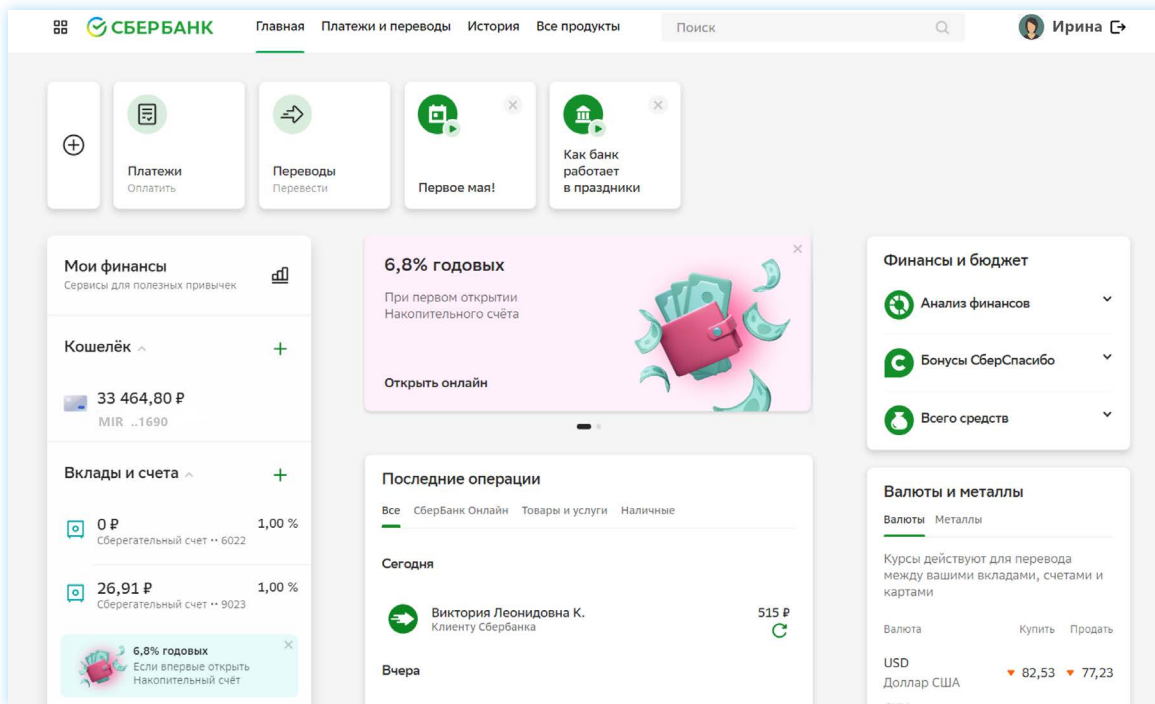 СБЕРБАНК
Главная Платежи и переводы История Все продукты
Поиск
Ирина
Платежи
Оплатить
Переводы
Перевести
Первое мая!
Как банк
работает
в праздники
Мои финансы
Сервисы для полезных привычек
Кошелёк
33 464,80 ₽
MIR ..1690
Вклады и счета
0 ₽ 1,00 %
Сберегательный счет •• 6022
26,91 ₽ 1,00 %
Сберегательный счет •• 9023
6,8% годовых
Если впервые открыть
Накопительный счёт
6,8% годовых
При первом открытии
Накопительного счёта
Открыть онлайн
Последние операции
Все СберБанк Онлайн Товары и услуги Наличные
Сегодня
Виктория Леонидовна К. 515 ₽
Клиенту Сбербанка
Вчера
Финансы и бюджет
Анализ финансов
Бонусы СберСпасибо
Всего средств
Валюты и металлы
Валюты Металлы
Курсы действуют для перевода
между вашими вкладами, счетами и
картами
Валюта Купить Продать
USD
Доллар США
82,53 77,23